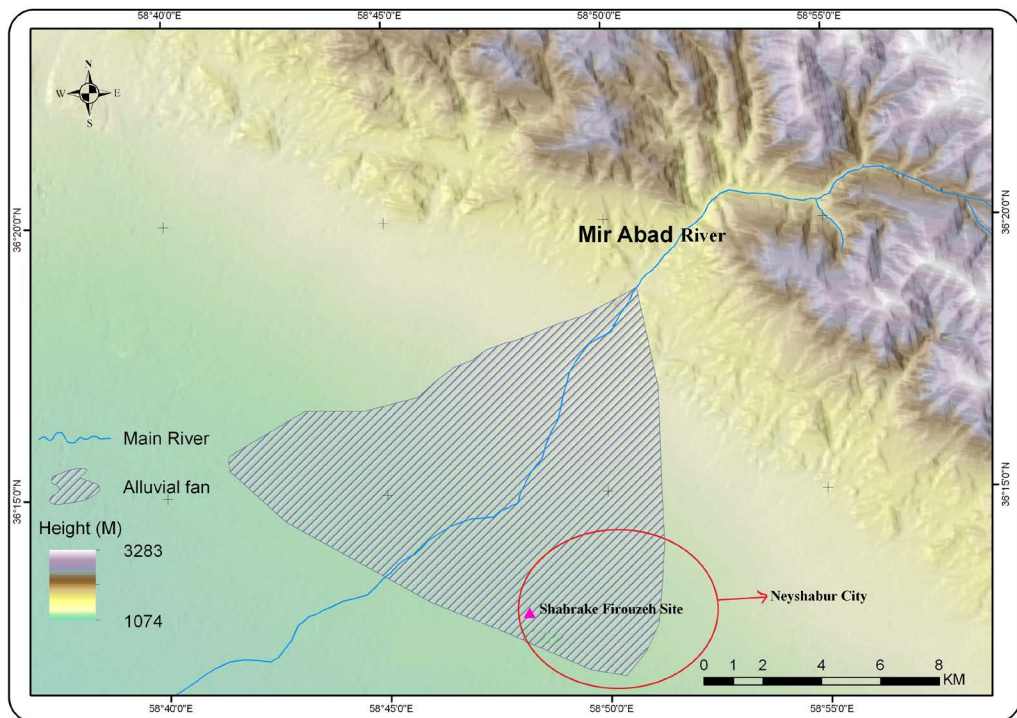 58°40'0"E 58°45'0"E 58°50'0"E 58°55'0"E
N
W E
S
36°20'0"N 36°20'0"N
Mir Abad River
Main River
Alluvial fan
36°15'0"N 36°15'0"N
Height (M)
3283
1074
Shahrake Firouzeh Site
Neyshabur City
0 1 2 4 6 8
KM
58°40'0"E 58°45'0"E 58°50'0"E 58°55'0"E